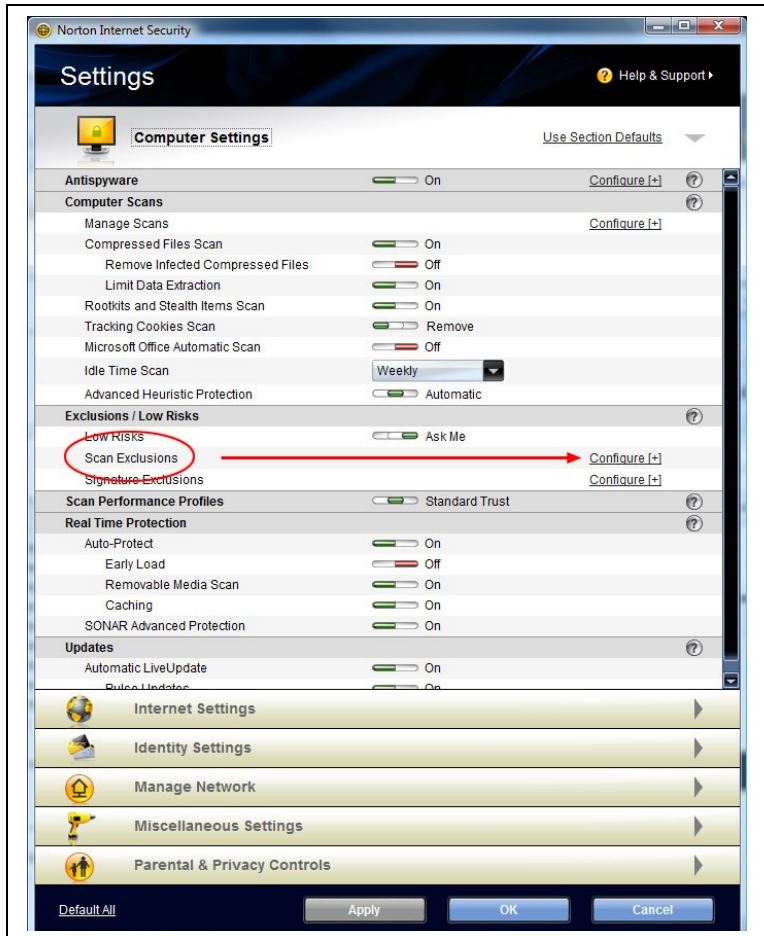 Norton Internet Security
Settings
Help & Support
Computer Settings Use Section Defaults
Antispyware On Configure [+]
Computer Scans
Manage Scans Configure [+]
Compressed Files Scan On
Remove Infected Compressed Files Off
Limit Data Extraction On
Rootkits and Stealth Items Scan On
Tracking Cookies Scan Remove
Microsoft Office Automatic Scan Off
Idle Time Scan Weekly
Advanced Heuristic Protection Automatic
Exclusions / Low Risks
Low Risks Ask Me
Scan Exclusions Configure [+]
Signature Exclusions Configure [+]
Scan Performance Profiles Standard Trust
Real Time Protection
Auto-Protect On
Early Load Off
Removable Media Scan On
Caching On
SONAR Advanced Protection On
Updates
Automatic LiveUpdate On
Pulse Updates On
Internet Settings
Identity Settings
Manage Network
Miscellaneous Settings
Parental & Privacy Controls
Default All Apply OK Cancel